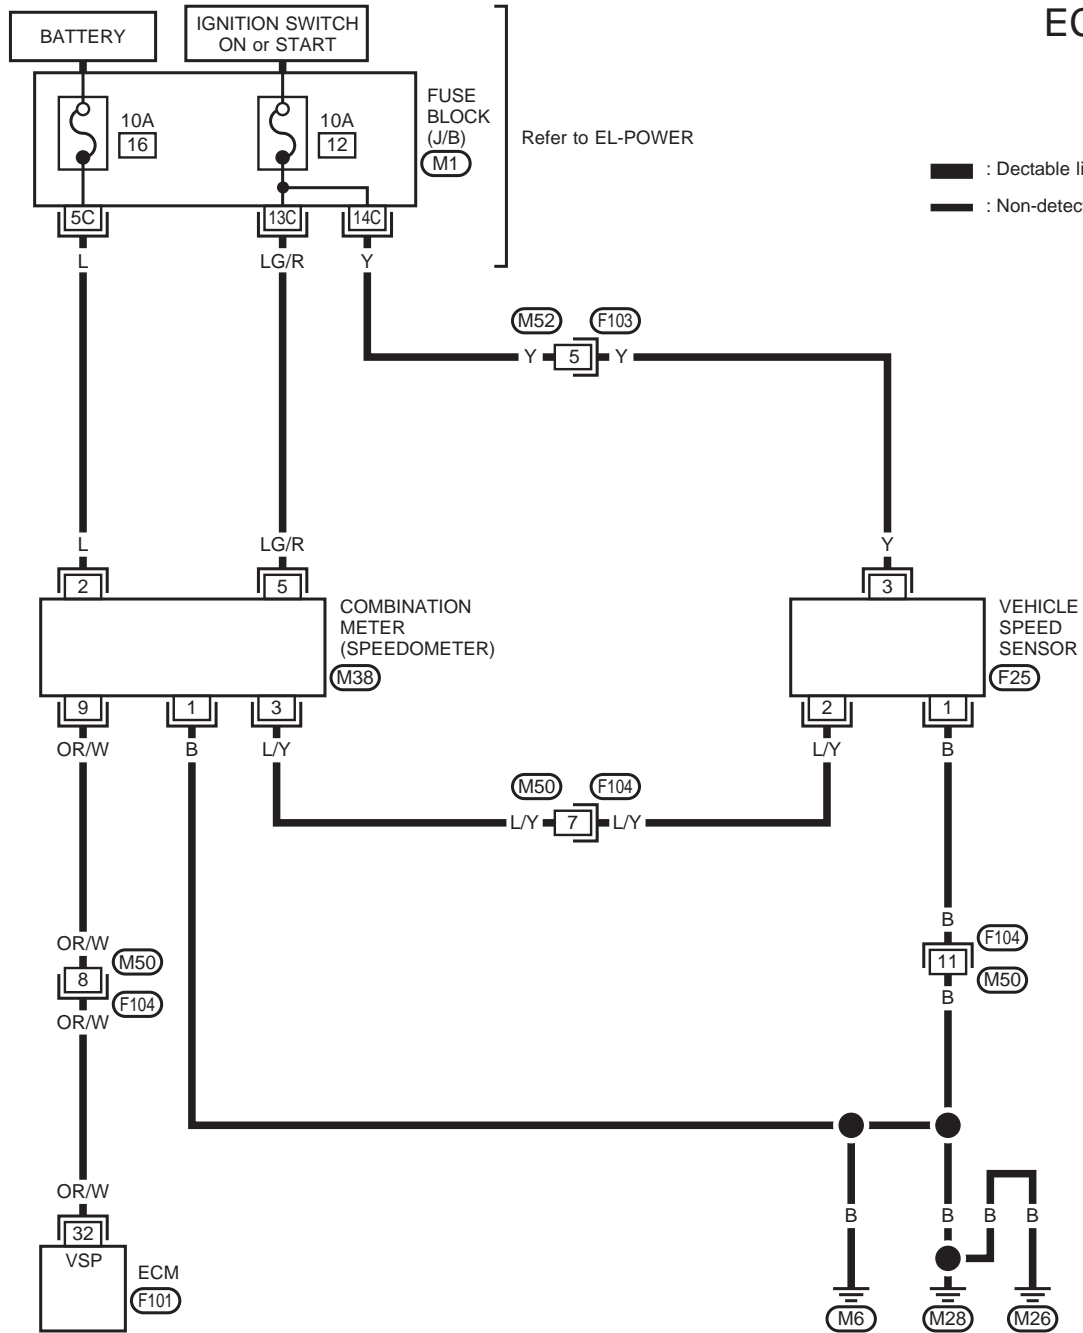 EC
BATTERY
IGNITION SWITCH
ON or START
10A
16
10A
12
FUSE
BLOCK
(J/B)
M1
Refer to EL-POWER
: Dectable li
: Non-detec
5C
13C
14C
L
LG/R
Y
M52
F103
Y
5
Y
L
LG/R
Y
2
5
3
COMBINATION
METER
(SPEEDOMETER)
M38
VEHICLE
SPEED
SENSOR
F25
9
1
3
2
1
OR/W
B
L/Y
L/Y
B
M50
F104
L/Y
7
L/Y
B
F104
11
M50
B
OR/W
M50
8
F104
OR/W
OR/W
32
VSP
ECM
F101
B
B
B
B
M6
M28
M26